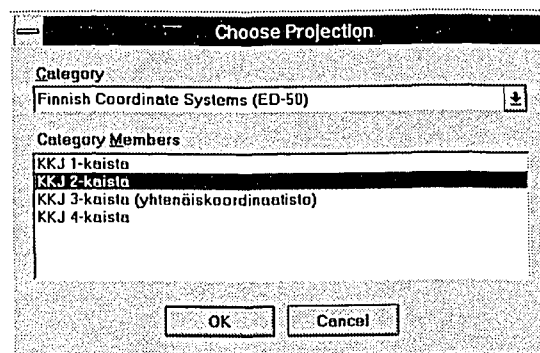 Choose Projection
Category
Finnish Coordinate Systems (ED-50)
Category Members
KKJ 1-kaista
KKJ 2-kaista
KKJ 3-kaista (yhtenäiskoordinaatisto)
KKJ 4-kaista
OK Cancel